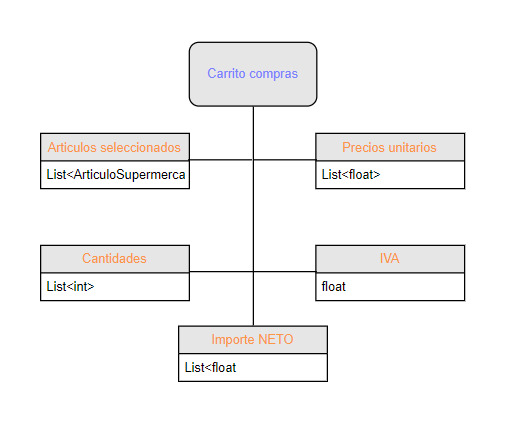 Carrito compras
Articulos seleccionados
List<ArticuloSupermerca
Precios unitarios
List<float>
Cantidades
List<int>
IVA
float
Importe NETO
List<float